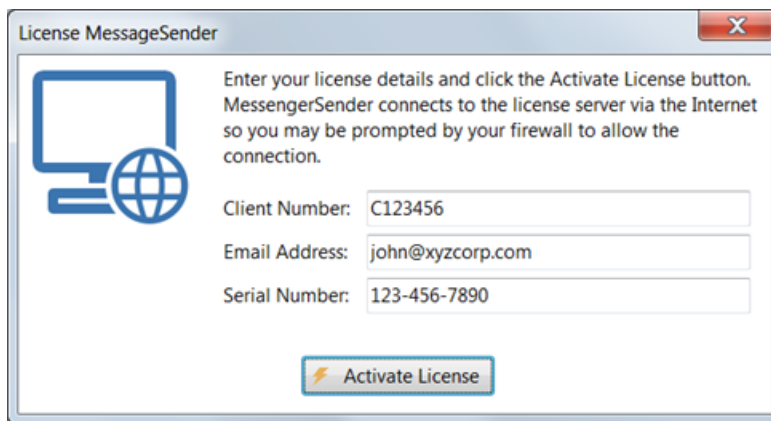 License MessageSender
Enter your license details and click the Activate License button.
MessengerSender connects to the license server via the Internet
so you may be prompted by your firewall to allow the
connection.
Client Number: C123456
Email Address: john@xyzcorp.com
Serial Number: 123-456-7890
Activate License